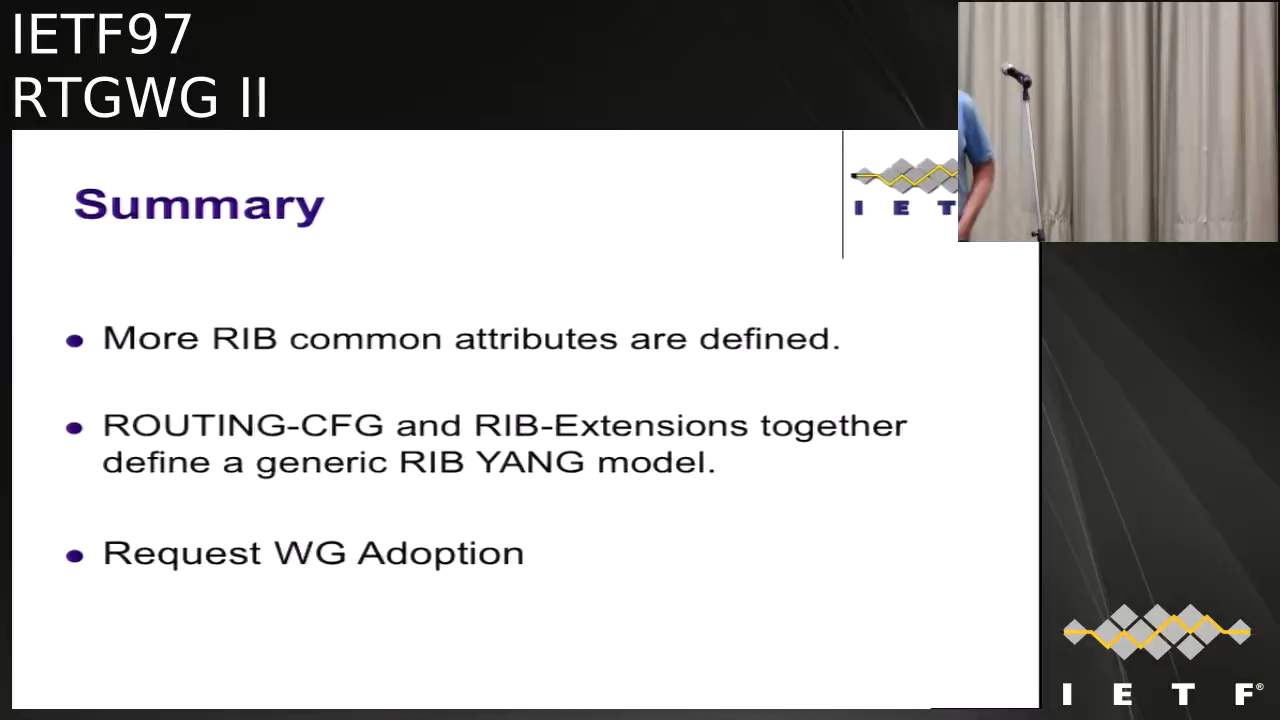 IETF97
RTGWG II
Summary
I E T
• More RIB common attributes are defined.
• ROUTING-CFG and RIB-Extensions together
define a generic RIB YANG model.
• Request WG Adoption
I E T F®